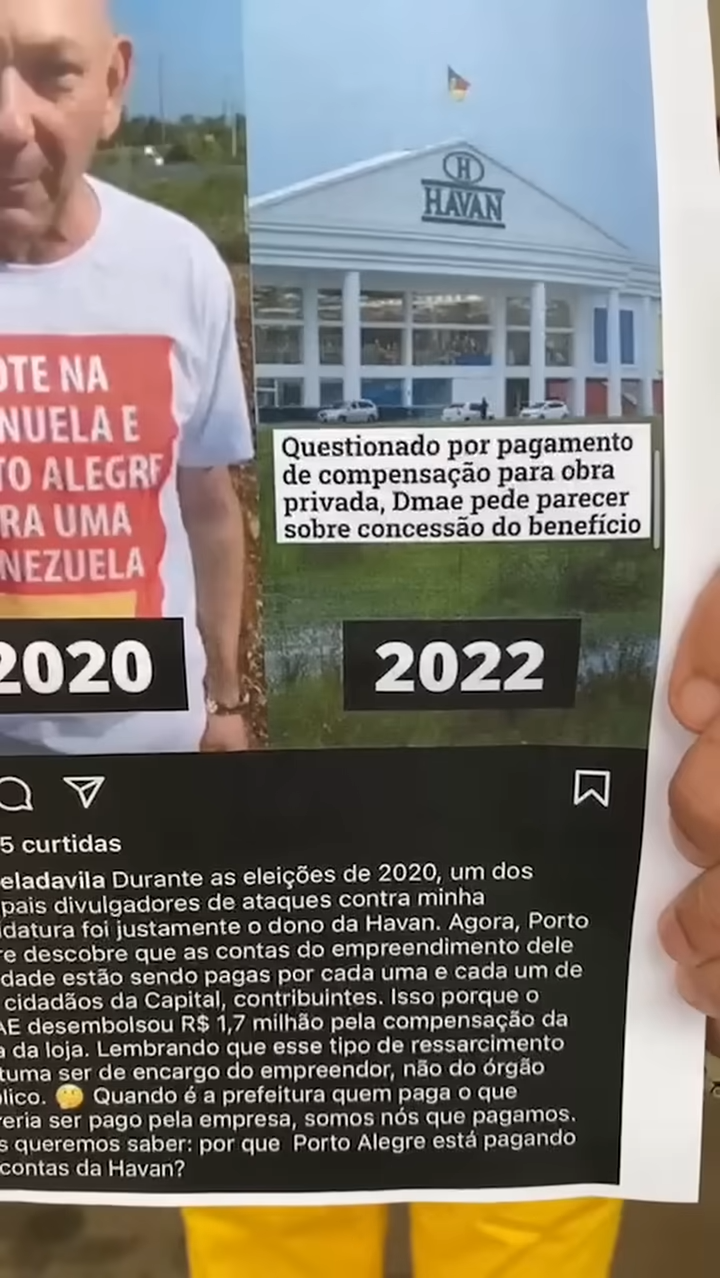 H
HAVAN
OTE NA
NUELA E
TO ALEGRE
RA UMA
NEZUELA
Questionado por pagamento
de compensação para obra
privada, Dmae pede parecer
sobre concessão do benefício
2020
2022
5 curtidas
eladavila Durante as eleições de 2020, um dos
pais divulgadores de ataques contra minha
datura foi justamente o dono da Havan. Agora, Porto
re descobre que as contas do empreendimento dele
dade estão sendo pagas por cada uma e cada um de
cidadãos da Capital, contribuintes. Isso porque o
AE desembolsou R$ 1,7 milhão pela compensação da
a da loja. Lembrando que esse tipo de ressarcimento
tuma ser de encargo do empreendor, não do órgão
lico. 🤔 Quando é a prefeitura quem paga o que
veria ser pago pela empresa, somos nós que pagamos.
s queremos saber: por que Porto Alegre está pagando
contas da Havan?